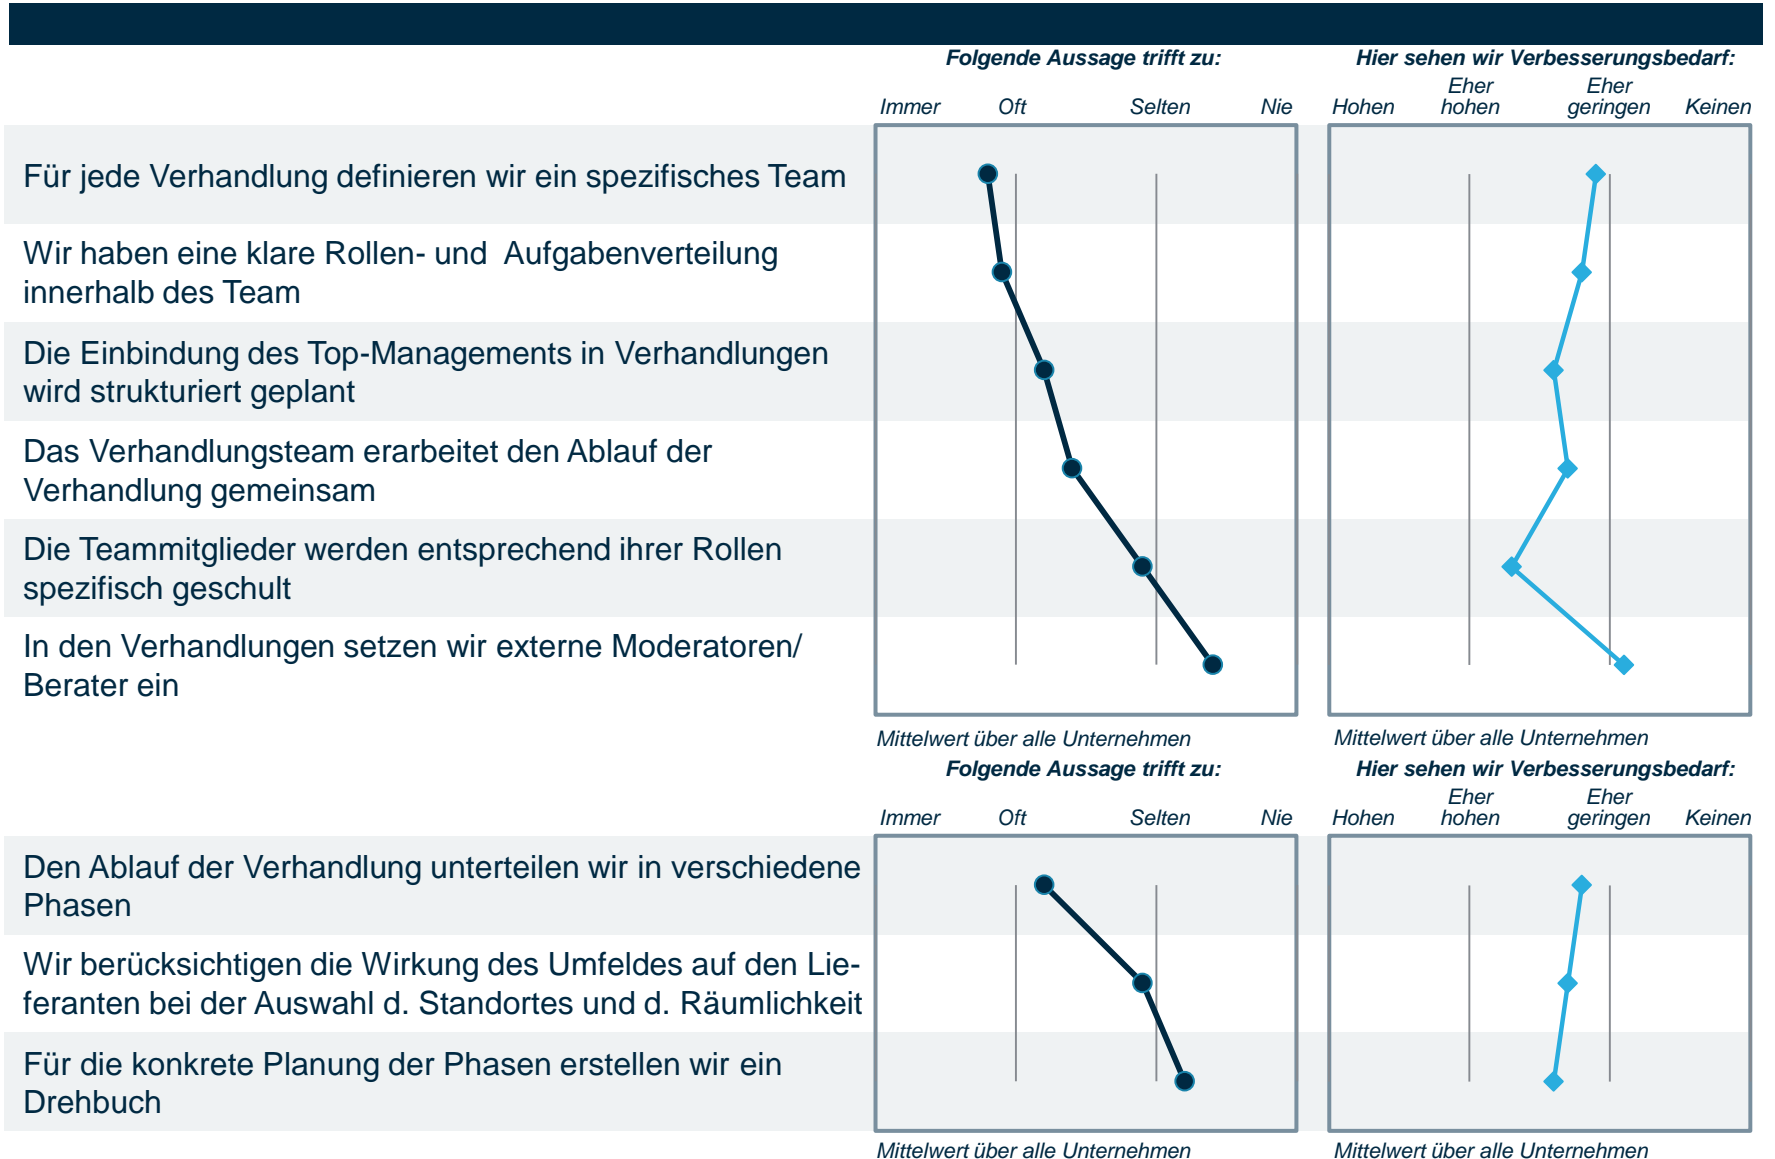 Folgende Aussage trifft zu:
Hier sehen wir Verbesserungsbedarf:
Immer Oft Selten Nie
Hohen Eher hohen Eher geringen Keinen
Für jede Verhandlung definieren wir ein spezifisches Team
Wir haben eine klare Rollen- und Aufgabenverteilung
innerhalb des Team
Die Einbindung des Top-Managements in Verhandlungen
wird strukturiert geplant
Das Verhandlungsteam erarbeitet den Ablauf der
Verhandlung gemeinsam
Die Teammitglieder werden entsprechend ihrer Rollen
spezifisch geschult
In den Verhandlungen setzen wir externe Moderatoren/
Berater ein
Mittelwert über alle Unternehmen
Mittelwert über alle Unternehmen
Folgende Aussage trifft zu:
Hier sehen wir Verbesserungsbedarf:
Immer Oft Selten Nie
Hohen Eher hohen Eher geringen Keinen
Den Ablauf der Verhandlung unterteilen wir in verschiedene
Phasen
Wir berücksichtigen die Wirkung des Umfeldes auf den Lie-
feranten bei der Auswahl d. Standortes und d. Räumlichkeit
Für die konkrete Planung der Phasen erstellen wir ein
Drehbuch
Mittelwert über alle Unternehmen
Mittelwert über alle Unternehmen